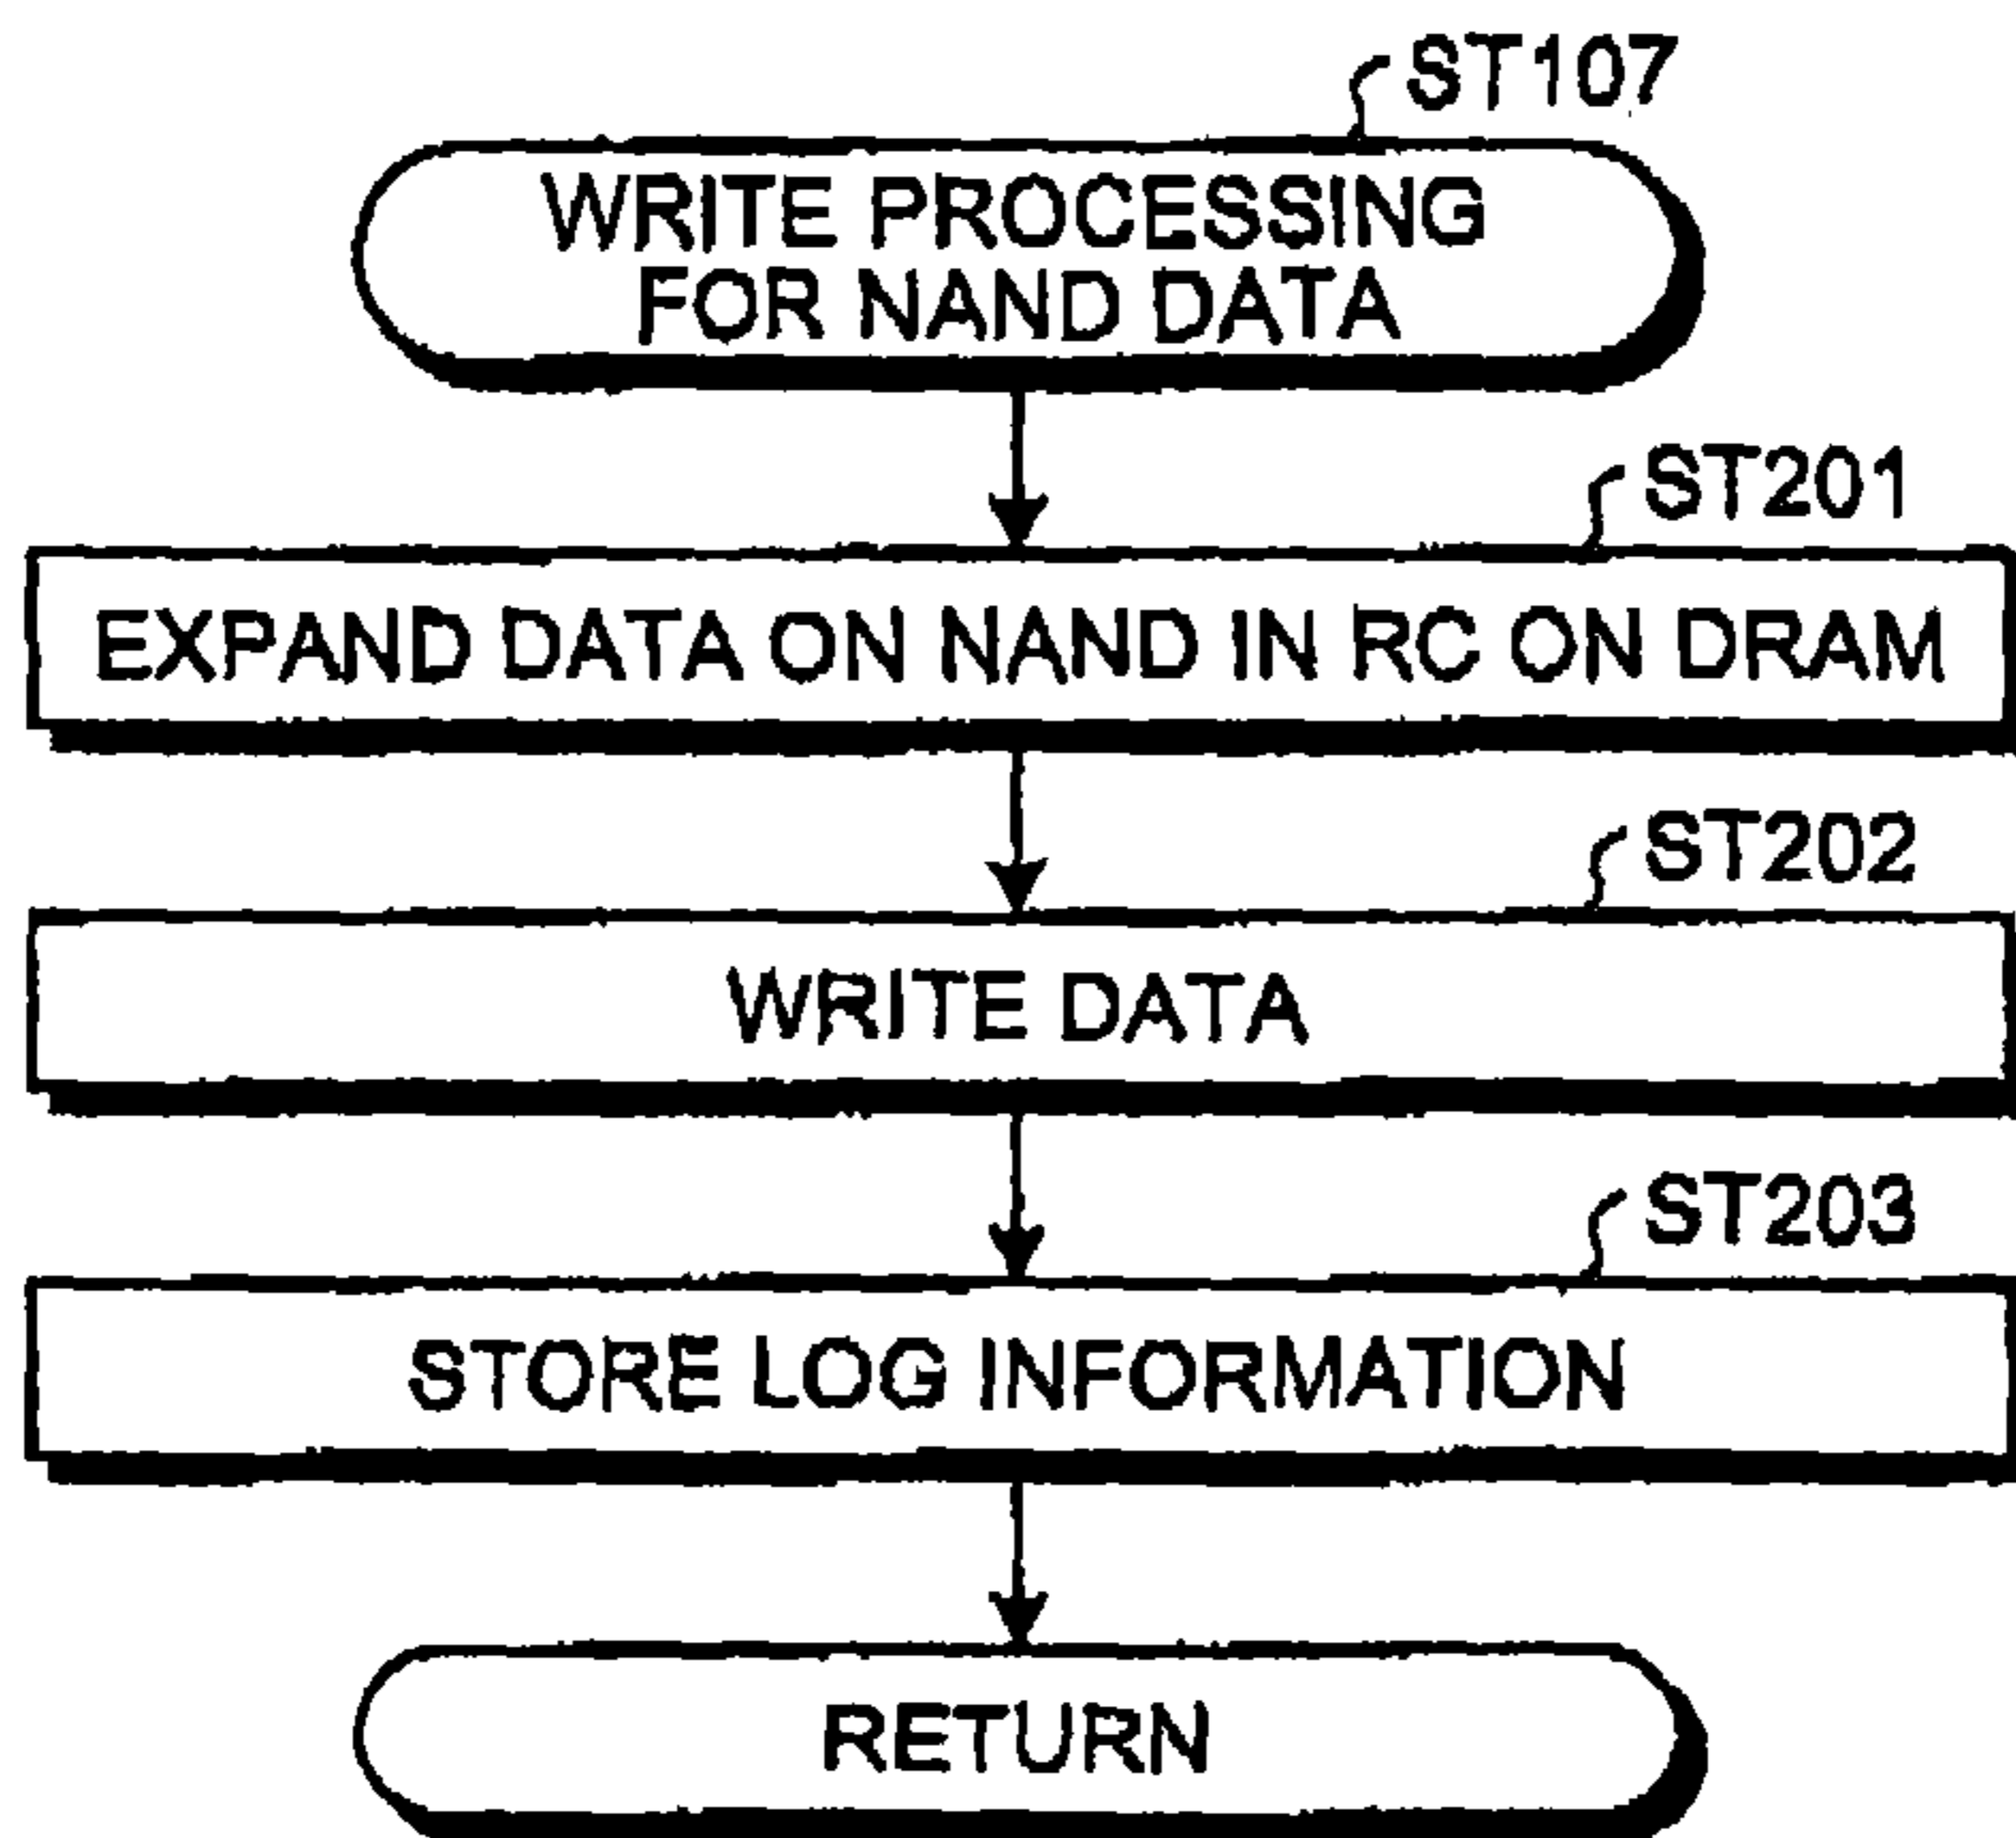 ST107
WRITE PROCESSING
FOR NAND DATA
ST201
EXPAND DATA ON NAND IN RC ON DRAM
ST202
WRITE DATA
ST203
STORE LOG INFORMATION
RETURN